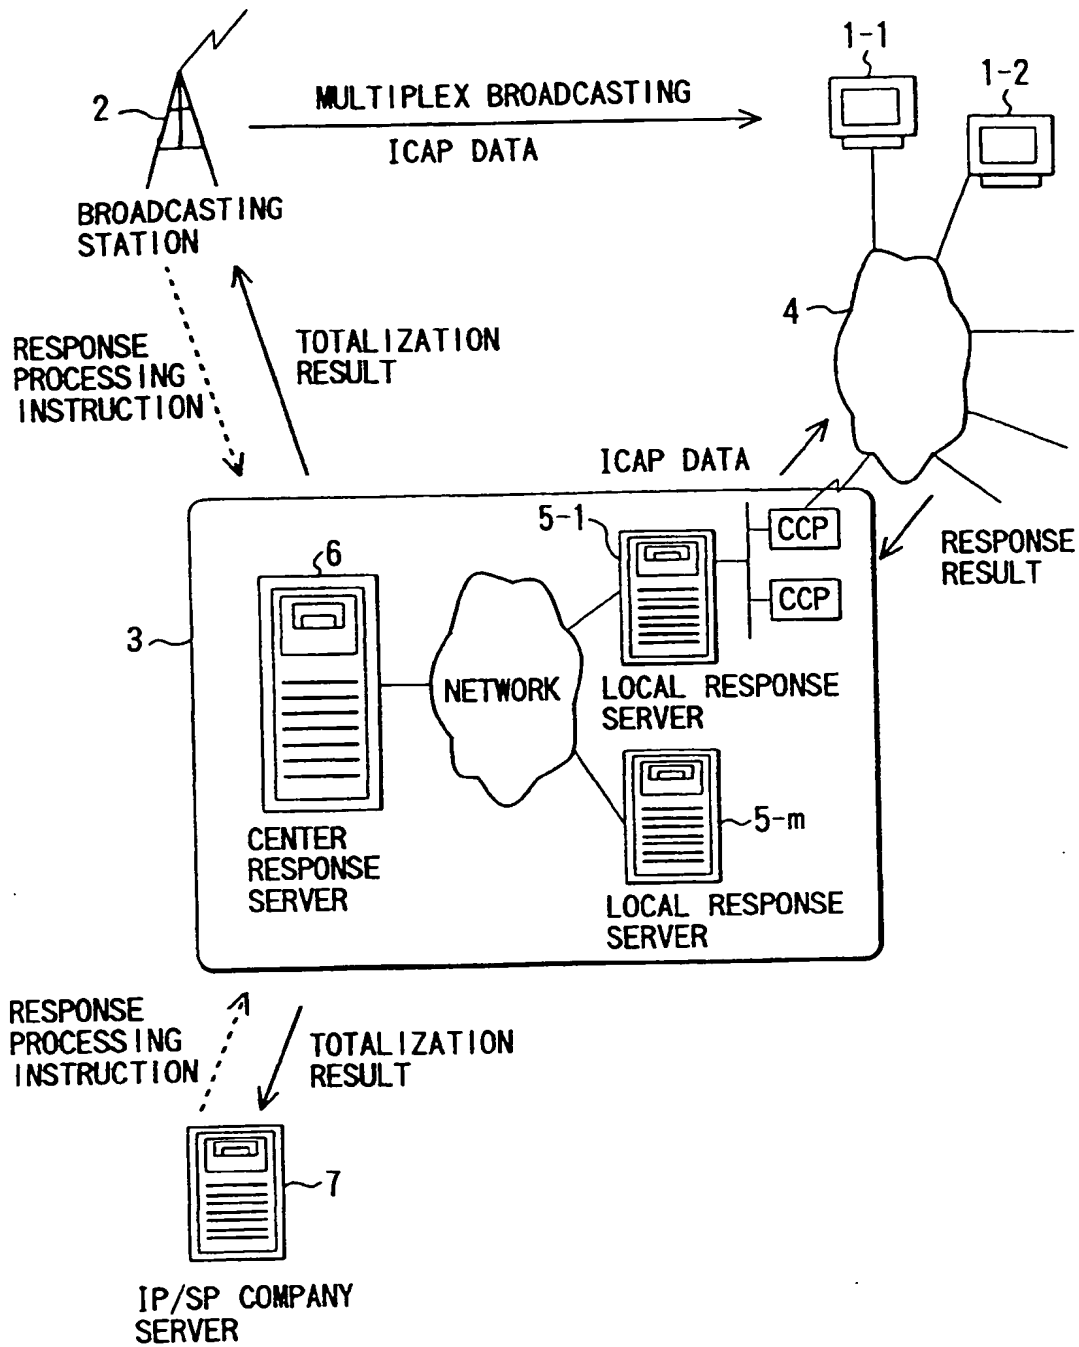 1-1
1-2
2
MULTIPLEX BROADCASTING
ICAP DATA
BROADCASTING
STATION
4
RESPONSE
PROCESSING
INSTRUCTION
TOTALIZATION
RESULT
ICAP DATA
5-1
CCP
RESPONSE
RESULT
6
CCP
3
NETWORK
LOCAL RESPONSE
SERVER
5-m
CENTER
RESPONSE
SERVER
LOCAL RESPONSE
SERVER
RESPONSE
PROCESSING
INSTRUCTION
TOTALIZATION
RESULT
7
IP/SP COMPANY
SERVER